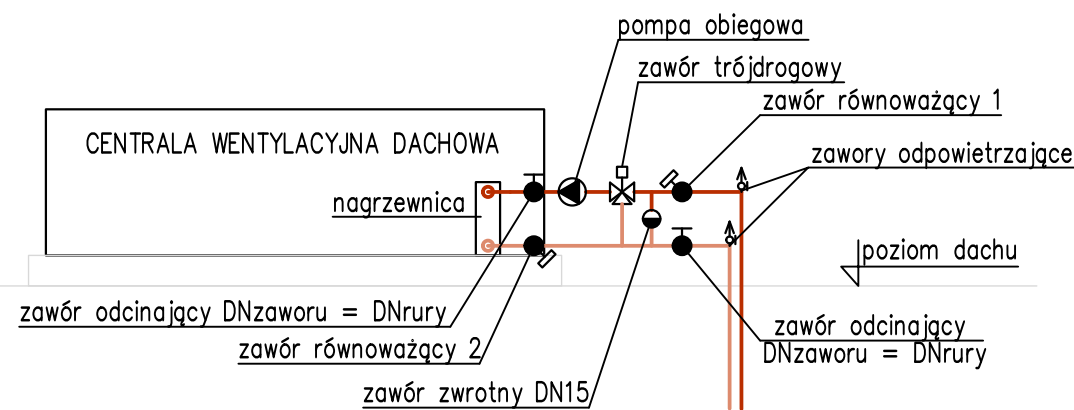 pompa obiegowa
zawór trójdrogowy
zawór równoważący 1
CENTRALA WENTYLACYJNA DACHOWA
zawory odpowietrzające
nagrzewnica
poziom dachu
zawór odcinający DNzaworu = DNrury
zawór odcinający
DNzaworu = DNrury
zawór równoważący 2
zawór zwrotny DN15